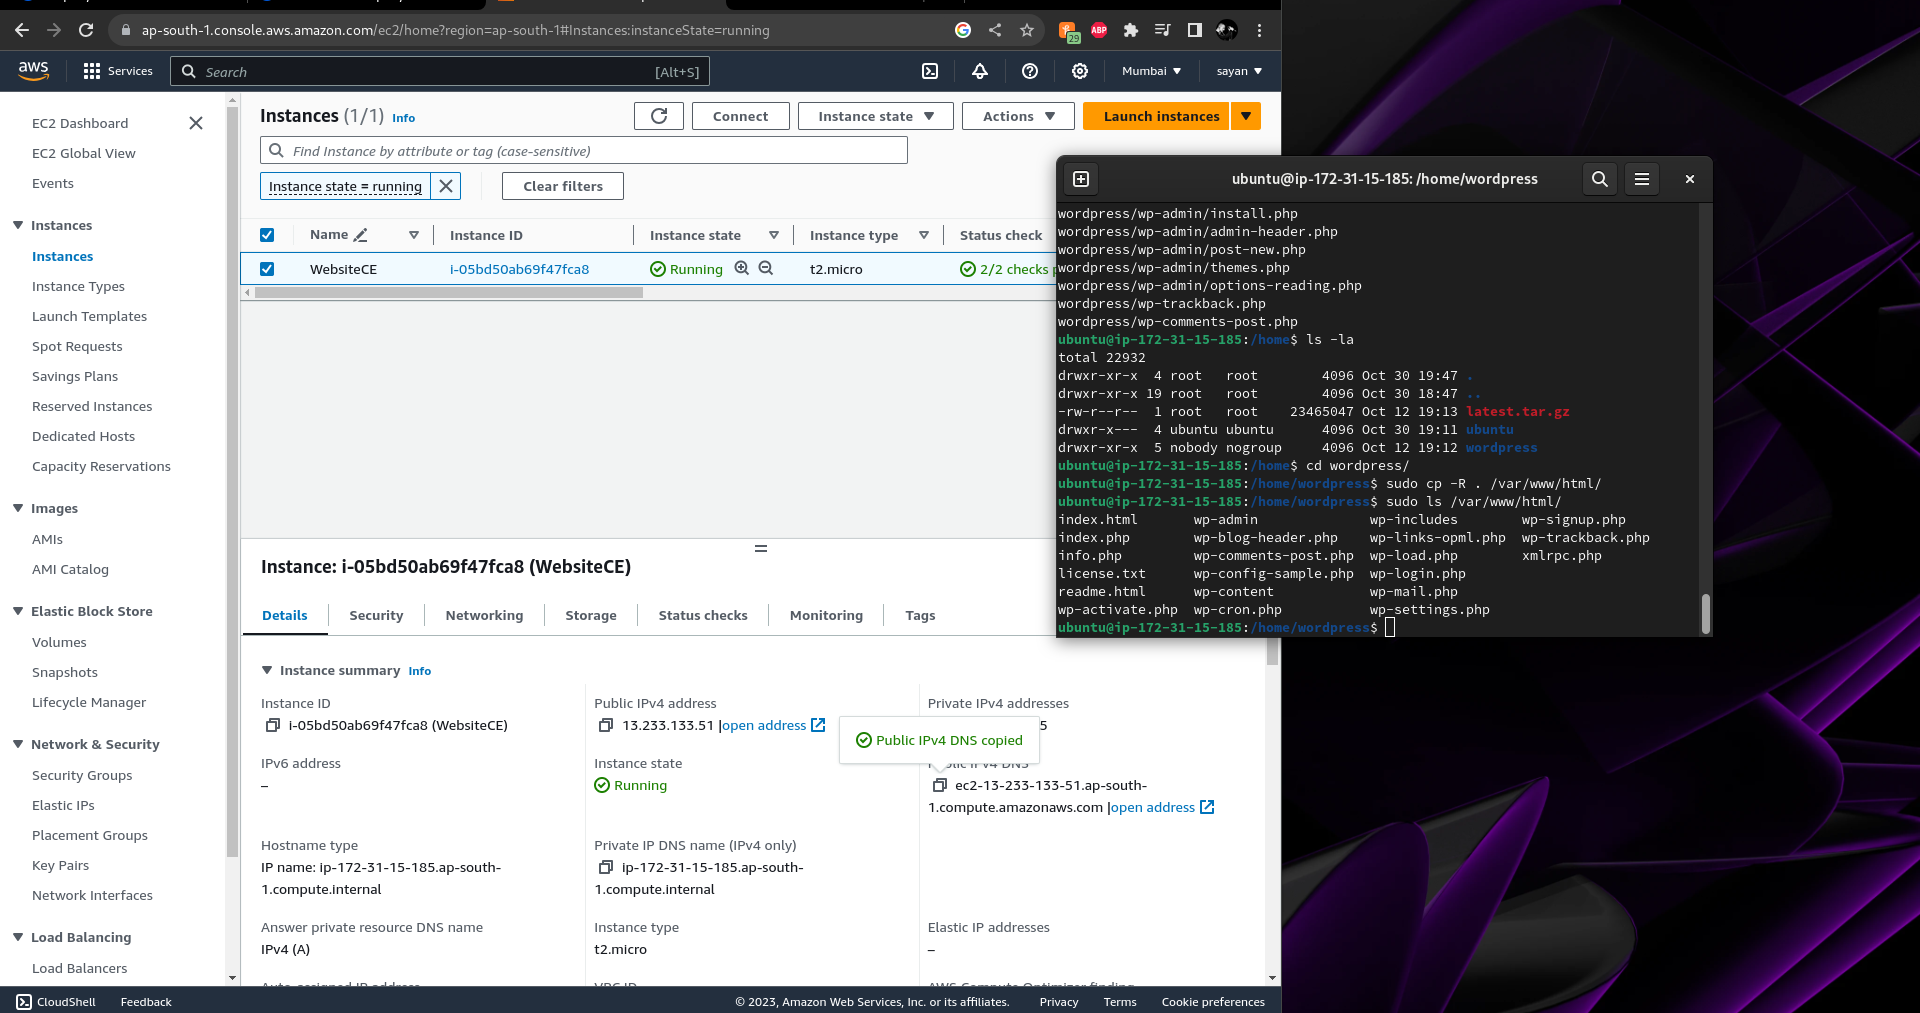 ap-south-1.console.aws.amazon.com/ec2/home?region=ap-south-1#Instances:instanceState=running
29
ABP
aws
Services
Search
[Alt+S]
Mumbai
sayan
EC2 Dashboard
EC2 Global View
Events
Instances
Instances
Instance Types
Launch Templates
Spot Requests
Savings Plans
Reserved Instances
Dedicated Hosts
Capacity Reservations
Images
AMIs
AMI Catalog
Elastic Block Store
Volumes
Snapshots
Lifecycle Manager
Network & Security
Security Groups
Elastic IPs
Placement Groups
Key Pairs
Network Interfaces
Load Balancing
Load Balancers
Instances (1/1) Info
Connect
Instance state
Actions
Launch instances
Find Instance by attribute or tag (case-sensitive)
Instance state = running
Clear filters
Name
Instance ID
Instance state
Instance type
Status check
WebsiteCE
i-05bd50ab69f47fca8
Running
t2.micro
2/2 checks p
Instance: i-05bd50ab69f47fca8 (WebsiteCE)
Details
Security
Networking
Storage
Status checks
Monitoring
Tags
Instance summary Info
Instance ID
i-05bd50ab69f47fca8 (WebsiteCE)
Public IPv4 address
13.233.133.51 |open address
Private IPv4 addresses
5
Public IPv4 DNS copied
IPv6 address
–
Instance state
Running
Public IPv4 DNS
ec2-13-233-133-51.ap-south-
1.compute.amazonaws.com |open address
Hostname type
IP name: ip-172-31-15-185.ap-south-
1.compute.internal
Private IP DNS name (IPv4 only)
ip-172-31-15-185.ap-south-
1.compute.internal
Answer private resource DNS name
IPv4 (A)
Instance type
t2.micro
Elastic IP addresses
–
Auto-assigned IP address
VPC ID
AWS Compute Optimizer finding
CloudShell
Feedback
© 2023, Amazon Web Services, Inc. or its affiliates.
Privacy
Terms
Cookie preferences
ubuntu@ip-172-31-15-185: /home/wordpress
wordpress/wp-admin/install.php
wordpress/wp-admin/admin-header.php
wordpress/wp-admin/post-new.php
wordpress/wp-admin/themes.php
wordpress/wp-admin/options-reading.php
wordpress/wp-trackback.php
wordpress/wp-comments-post.php
ubuntu@ip-172-31-15-185:/home$ ls -la
total 22932
drwxr-xr-x  4 root   root        4096 Oct 30 19:47 .
drwxr-xr-x 19 root   root        4096 Oct 30 18:47 ..
-rw-r--r--  1 root   root    23465047 Oct 12 19:13 latest.tar.gz
drwxr-x---  4 ubuntu ubuntu      4096 Oct 30 19:11 ubuntu
drwxr-xr-x  5 nobody nogroup     4096 Oct 12 19:12 wordpress
ubuntu@ip-172-31-15-185:/home$ cd wordpress/
ubuntu@ip-172-31-15-185:/home/wordpress$ sudo cp -R . /var/www/html/
ubuntu@ip-172-31-15-185:/home/wordpress$ sudo ls /var/www/html/
index.html       wp-admin              wp-includes        wp-signup.php
index.php        wp-blog-header.php    wp-links-opml.php  wp-trackback.php
info.php         wp-comments-post.php  wp-load.php        xmlrpc.php
license.txt      wp-config-sample.php  wp-login.php
readme.html      wp-content            wp-mail.php
wp-activate.php  wp-cron.php           wp-settings.php
ubuntu@ip-172-31-15-185:/home/wordpress$